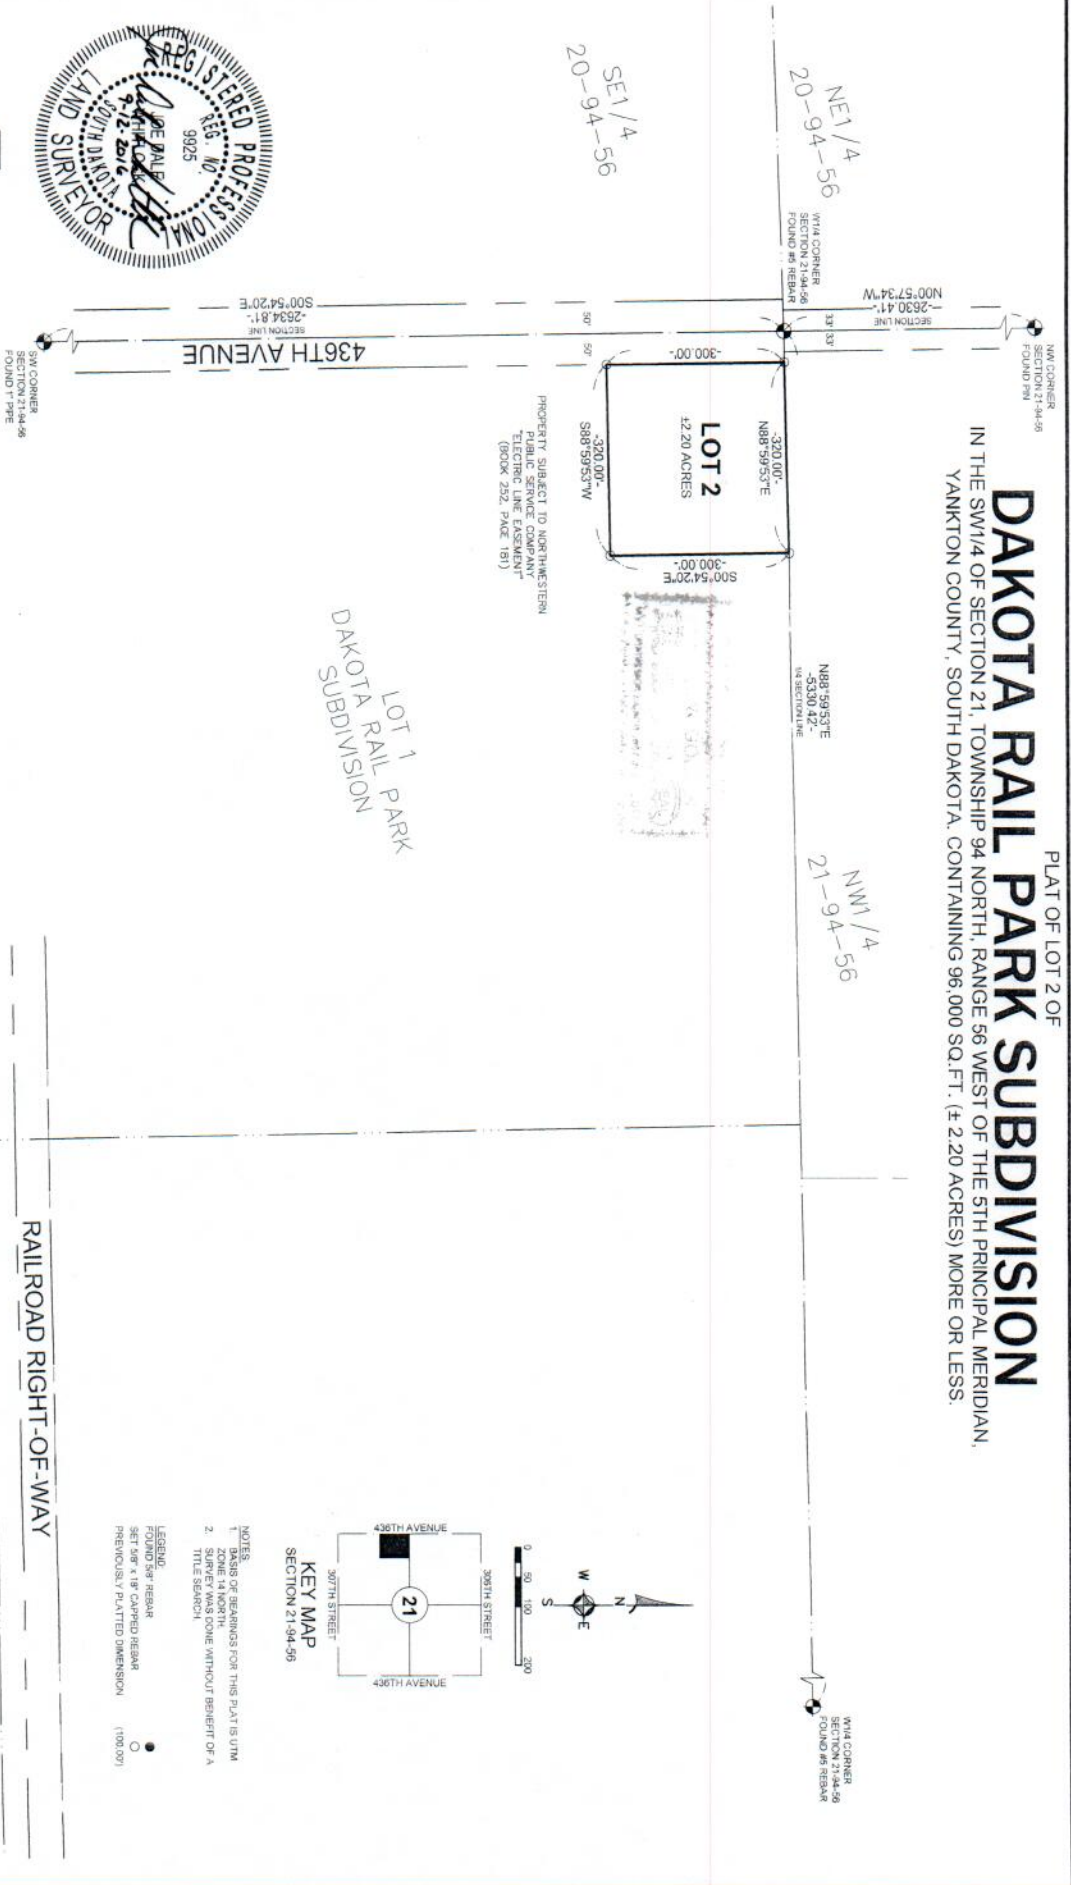 PLAT OF LOT 2 OF
DAKOTA RAIL PARK SUBDIVISION
IN THE SW1/4 OF SECTION 21, TOWNSHIP 94 NORTH, RANGE 56 WEST OF THE 5TH PRINCIPAL MERIDIAN,
YANKTON COUNTY, SOUTH DAKOTA. CONTAINING 96,000 SQ.FT. (± 2.20 ACRES) MORE OR LESS.
NW CORNER
SECTION 21-94-56
FOUND PIN
SECTION LINE
-2630.41'-
N00°57'34"W
33' 33'
NE1/4
20-94-56
W1/4 CORNER
SECTION 21-94-56
FOUND #5 REBAR
NW1/4
21-94-56
N88°59'53"E
-5330.42'-
1/4 SECTION LINE
W1/4 CORNER
SECTION 21-94-56
FOUND #5 REBAR
-320.00'-
N88°59'53"E
-300.00'-
LOT 2
±2.20 ACRES
S00°54'20"E
-300.00'-
-320.00'-
S88°59'53"W
SE1/4
20-94-56
50'
50'
PROPERTY SUBJECT TO NORTHWESTERN
PUBLIC SERVICE COMPANY
"ELECTRIC LINE EASEMENT"
(BOOK 252, PAGE 181)
436TH AVENUE
SECTION LINE
-2634.81'-
S00°54'20"E
LOT 1
DAKOTA RAIL PARK
SUBDIVISION
N
W
E
S
0 50 100 200
306TH STREET
436TH AVENUE
21
436TH AVENUE
307TH STREET
KEY MAP
SECTION 21-94-56
NOTES:
1. BASIS OF BEARINGS FOR THIS PLAT IS UTM
ZONE 14 NORTH.
2. SURVEY WAS DONE WITHOUT BENEFIT OF A
TITLE SEARCH.
LEGEND:
FOUND 5/8" REBAR
SET 5/8" x 18" CAPPED REBAR
PREVIOUSLY PLATTED DIMENSION (100.00')
REGISTERED PROFESSIONAL
REG. NO.
9925
JOE DALE
9-12-2016
SOUTH DAKOTA
LAND SURVEYOR
SW CORNER
SECTION 21-94-56
FOUND 1" PIPE
RAILROAD RIGHT-OF-WAY